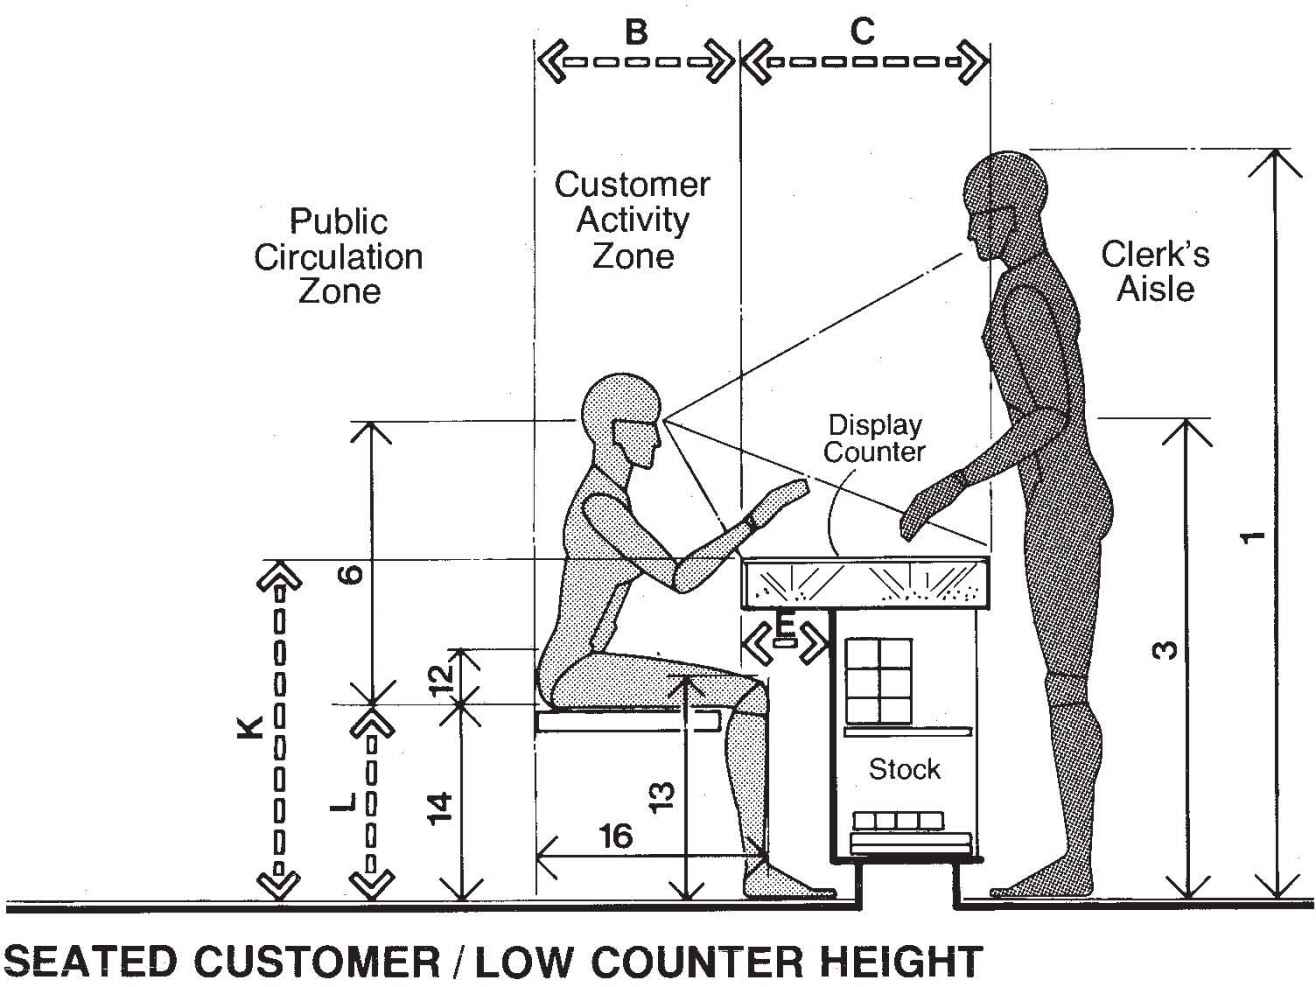 B
C
Customer
Activity
Zone
Public
Circulation
Zone
Clerk's
Aisle
Display
Counter
6
1
3
E
12
K
L
14
13
16
Stock
SEATED CUSTOMER / LOW COUNTER HEIGHT